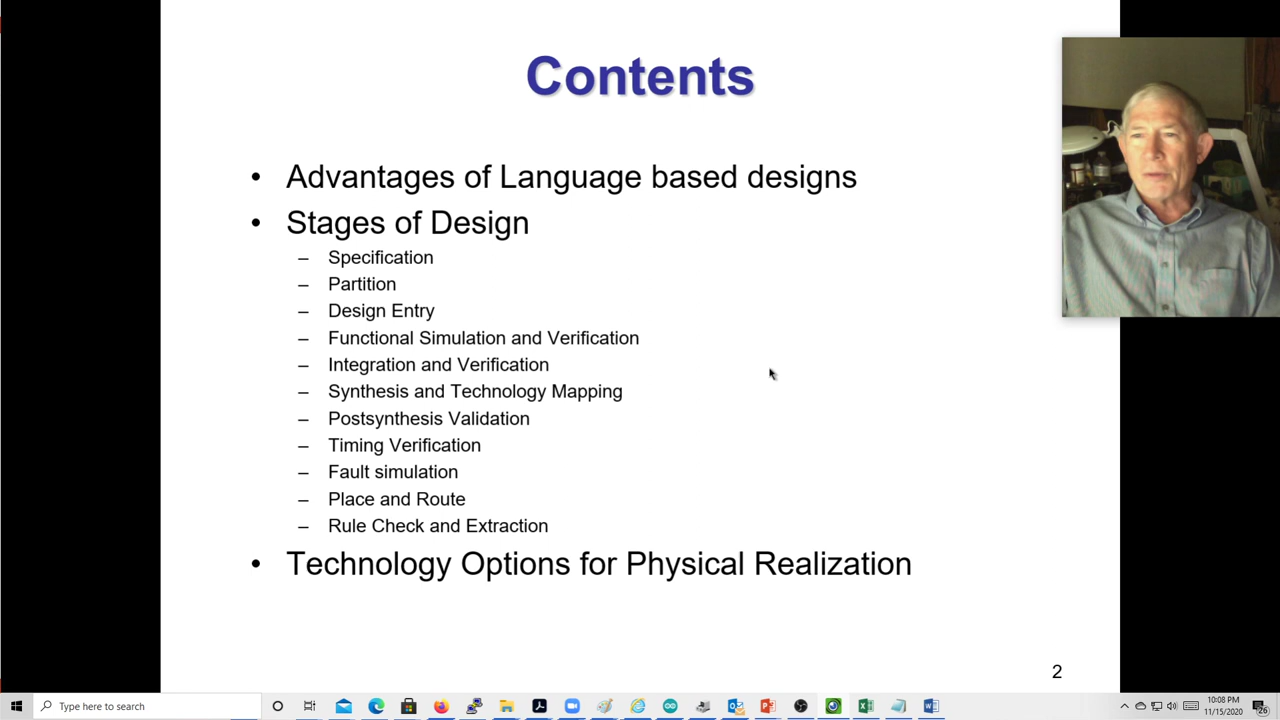 Contents
• Advantages of Language based designs
• Stages of Design
– Specification
– Partition
– Design Entry
– Functional Simulation and Verification
– Integration and Verification
– Synthesis and Technology Mapping
– Postsynthesis Validation
– Timing Verification
– Fault simulation
– Place and Route
– Rule Check and Extraction
• Technology Options for Physical Realization
2
Type here to search
10:08 PM
11/15/2020